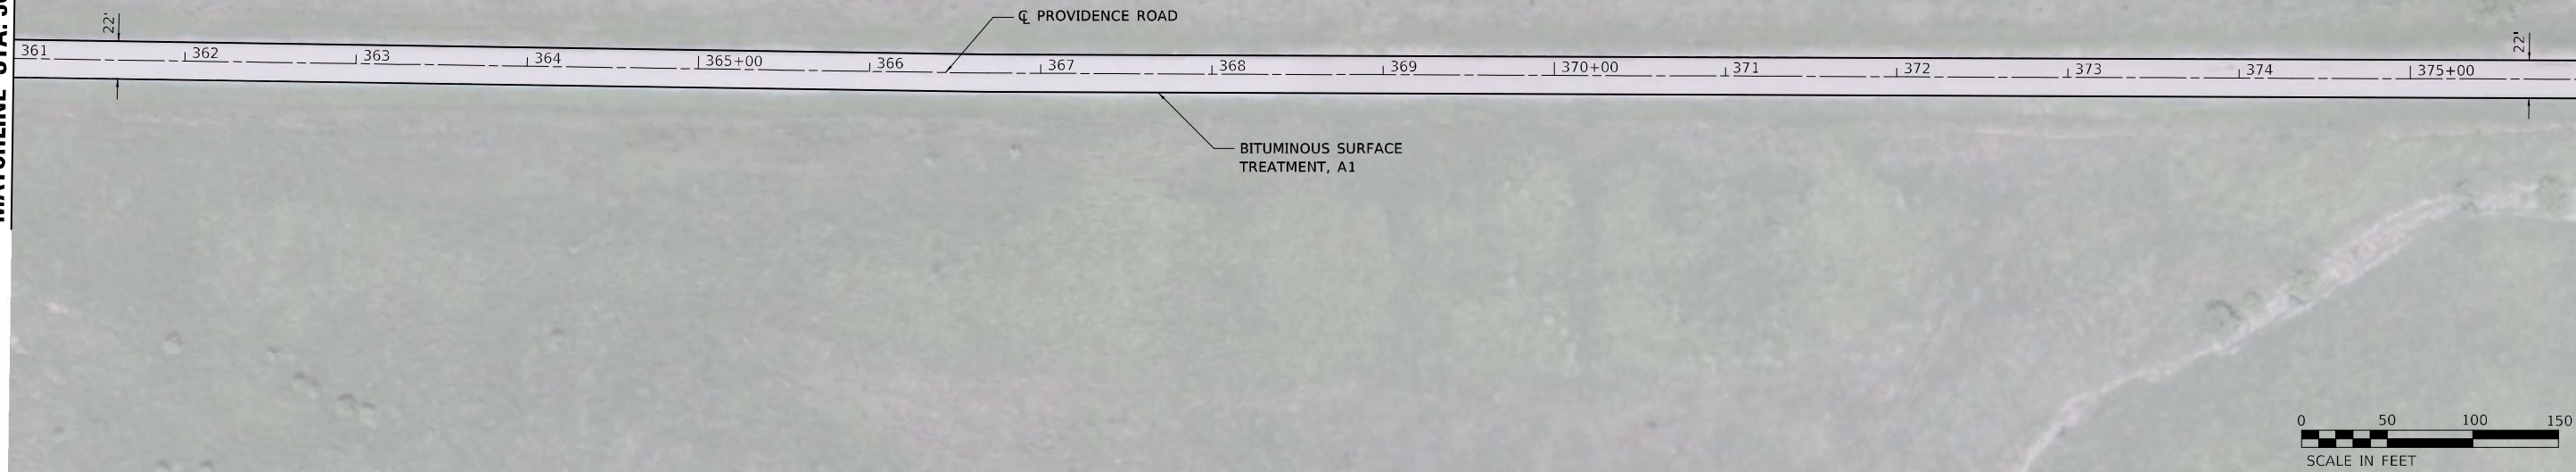 ℄ PROVIDENCE ROAD
22'
22'
361 362 363 364 365+00 366 367 368 369 370+00 371 372 373 374 375+00
BITUMINOUS SURFACE
TREATMENT, A1
0 50 100 150
SCALE IN FEET